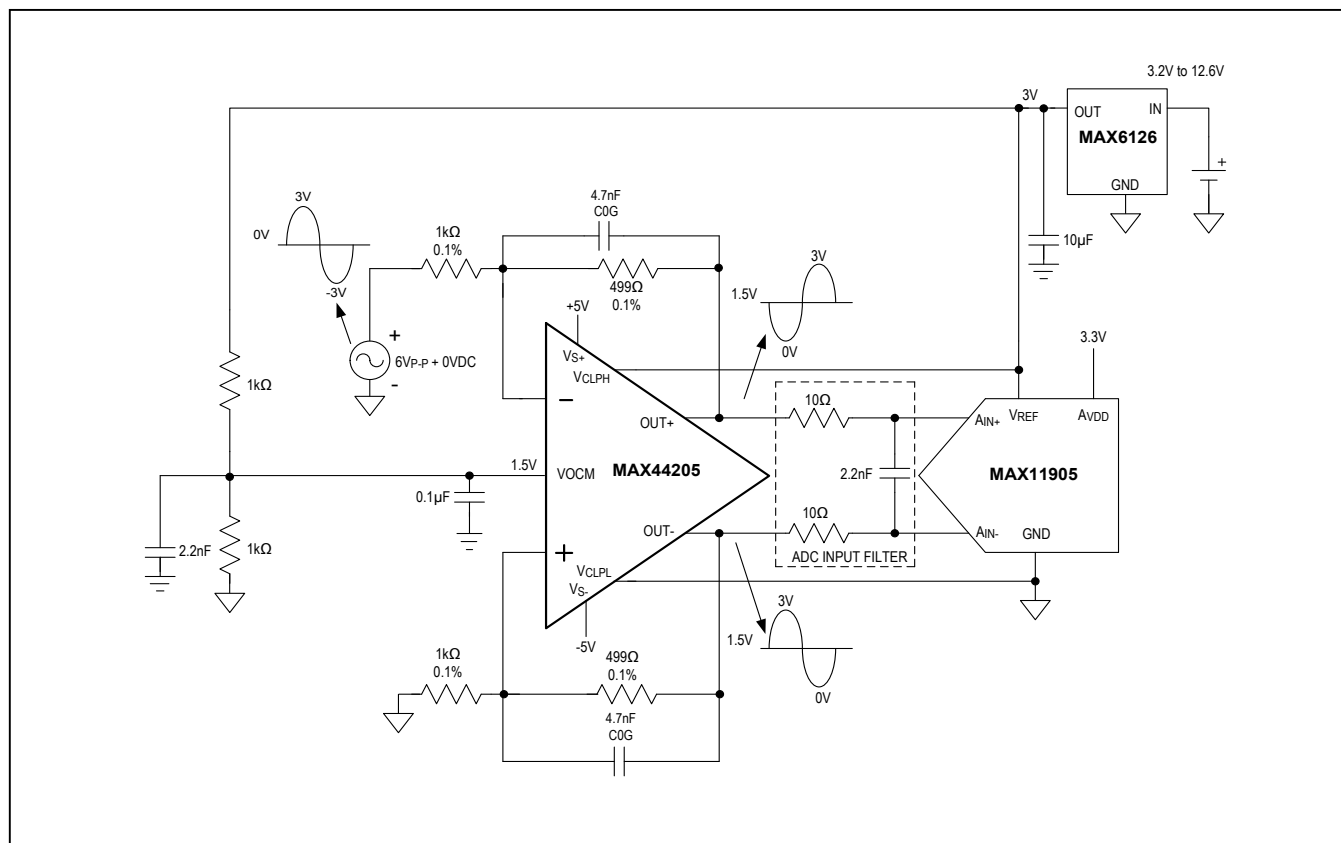 3.2V to 12.6V
3V
OUT
IN
MAX6126
GND
+
10µF
3V
0V
-3V
4.7nF
C0G
1kΩ
0.1%
499Ω
0.1%
+
6VP-P + 0VDC
-
+5V
VS+
VCLPH
−
OUT+
3V
1.5V
0V
3.3V
1kΩ
10Ω
AIN+
VREF
AVDD
1.5V
VOCM
MAX44205
2.2nF
MAX11905
0.1µF
10Ω
OUT-
AIN-
GND
ADC INPUT FILTER
2.2nF
1kΩ
+
VCLPL
VS-
-5V
3V
1.5V
0V
1kΩ
0.1%
499Ω
0.1%
4.7nF
C0G